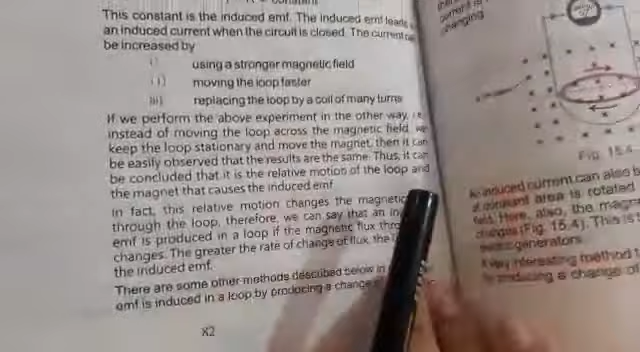 This constant is the induced emf. The induced emf leads
an induced current when the circuit is closed. The current
be increased by
i) using a stronger magnetic field
ii) moving the loop faster
iii) replacing the loop by a coil of many turns
If we perform the above experiment in the other way, i.e.
instead of moving the loop across the magnetic field, we
keep the loop stationary and move the magnet, then it can
be easily observed that the results are the same. Thus, it can
be concluded that it is the relative motion of the loop and
the magnet that causes the induced emf.
In fact, this relative motion changes the magnetic
through the loop, therefore, we can say that an
emf is produced in a loop if the magnetic flux
changes. The greater the rate of change of flux, the
the induced emf.
There are some other methods described below in
emf is induced in a loop by producing a change
X2
current is
changing
Fig. 15.4
An induced current can also
constant area is rotated
field. Here, also, the
changes (Fig. 15.4). This is
generators.
A very interesting method
producing a change of